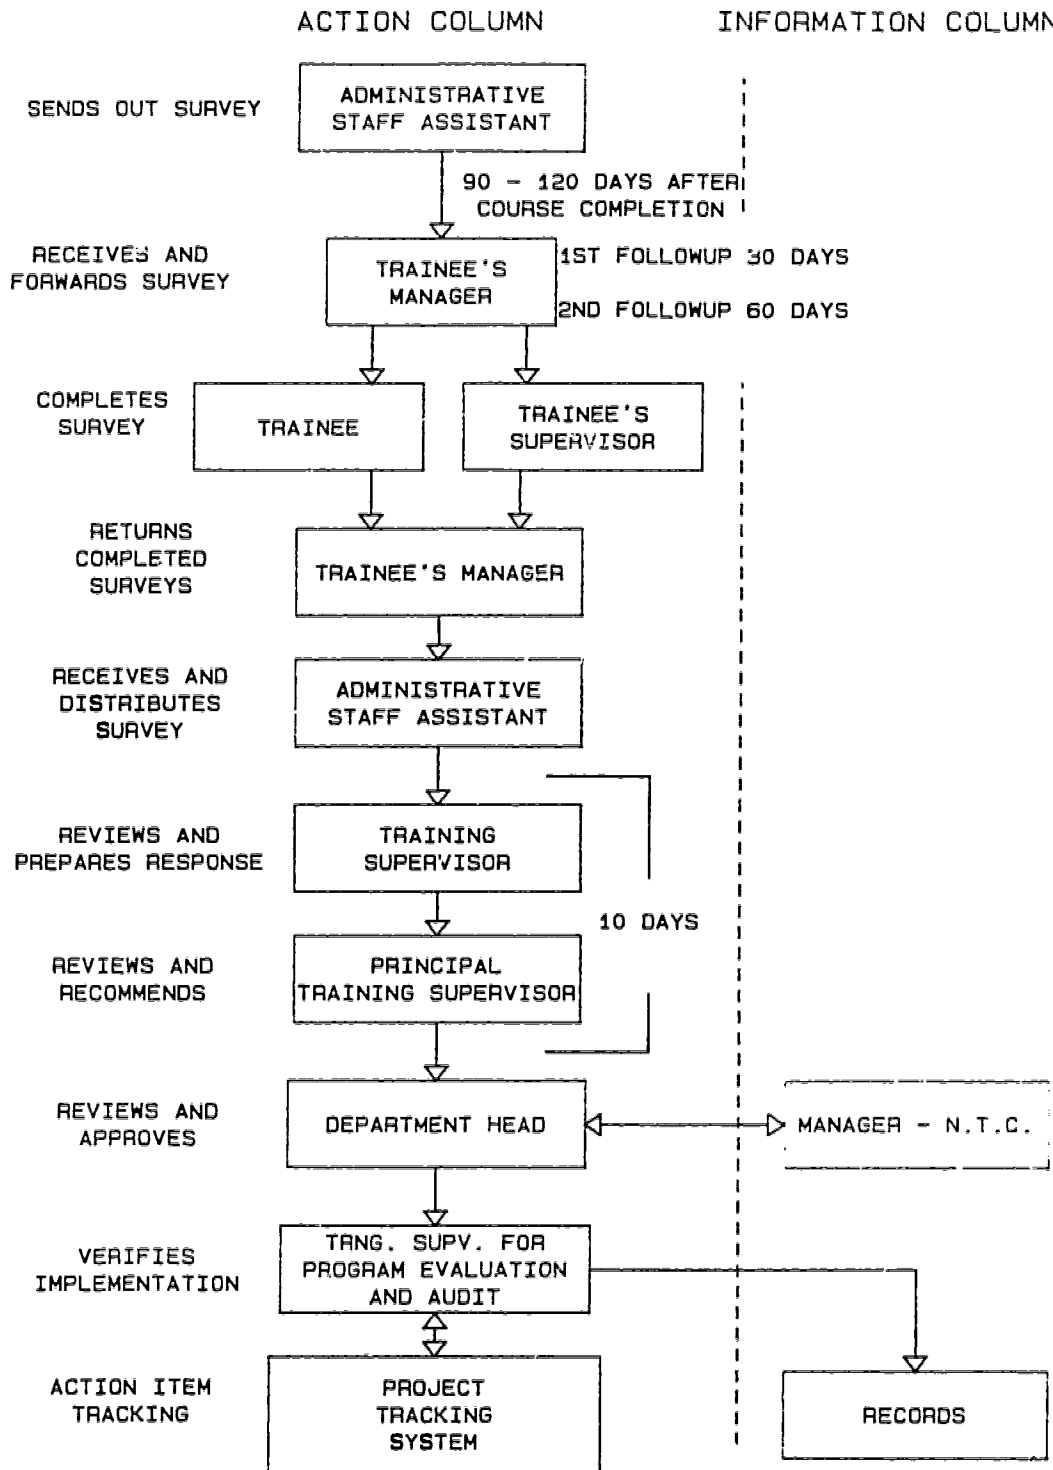 ACTION COLUMN
INFORMATION COLUMN
SENDS OUT SURVEY
ADMINISTRATIVE
STAFF ASSISTANT
90 - 120 DAYS AFTER
COURSE COMPLETION
RECEIVES AND
FORWARDS SURVEY
TRAINEE'S
MANAGER
1ST FOLLOWUP 30 DAYS
2ND FOLLOWUP 60 DAYS
COMPLETES
SURVEY
TRAINEE
TRAINEE'S
SUPERVISOR
RETURNS
COMPLETED
SURVEYS
TRAINEE'S MANAGER
RECEIVES AND
DISTRIBUTES
SURVEY
ADMINISTRATIVE
STAFF ASSISTANT
REVIEWS AND
PREPARES RESPONSE
TRAINING
SUPERVISOR
10 DAYS
REVIEWS AND
RECOMMENDS
PRINCIPAL
TRAINING SUPERVISOR
REVIEWS AND
APPROVES
DEPARTMENT HEAD
MANAGER - N.T.C.
VERIFIES
IMPLEMENTATION
TRNG. SUPV. FOR
PROGRAM EVALUATION
AND AUDIT
ACTION ITEM
TRACKING
PROJECT
TRACKING
SYSTEM
RECORDS